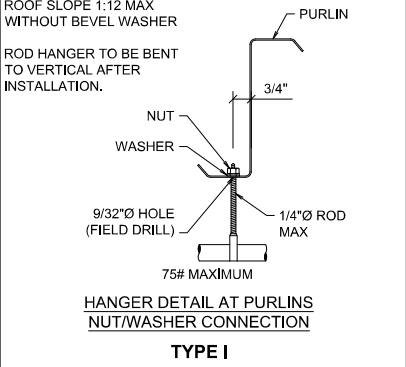 ROOF SLOPE 1:12 MAX
WITHOUT BEVEL WASHER
ROD HANGER TO BE BENT
TO VERTICAL AFTER
INSTALLATION.
PURLIN
3/4"
NUT
WASHER
9/32"Ø HOLE
(FIELD DRILL)
1/4"Ø ROD
MAX
75# MAXIMUM
HANGER DETAIL AT PURLINS
NUT/WASHER CONNECTION
TYPE I